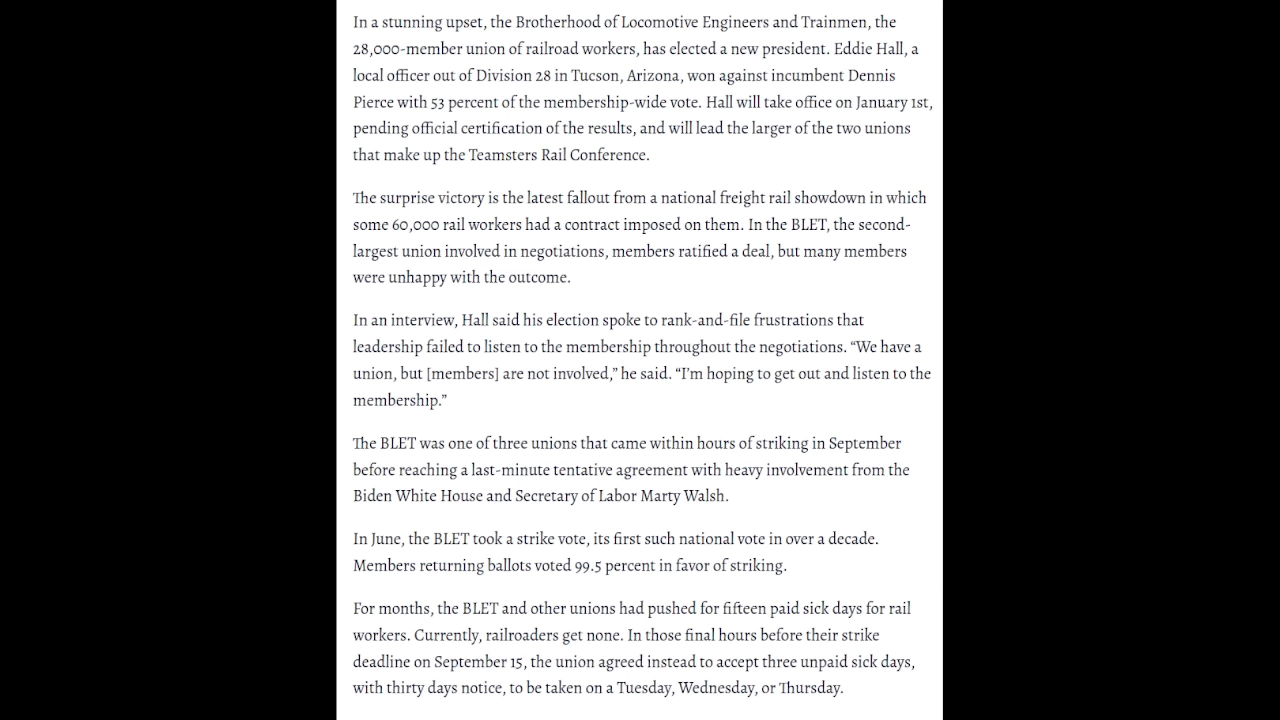 In a stunning upset, the Brotherhood of Locomotive Engineers and Trainmen, the
28,000-member union of railroad workers, has elected a new president. Eddie Hall, a
local officer out of Division 28 in Tucson, Arizona, won against incumbent Dennis
Pierce with 53 percent of the membership-wide vote. Hall will take office on January 1st,
pending official certification of the results, and will lead the larger of the two unions
that make up the Teamsters Rail Conference.
The surprise victory is the latest fallout from a national freight rail showdown in which
some 60,000 rail workers had a contract imposed on them. In the BLET, the second-
largest union involved in negotiations, members ratified a deal, but many members
were unhappy with the outcome.
In an interview, Hall said his election spoke to rank-and-file frustrations that
leadership failed to listen to the membership throughout the negotiations. “We have a
union, but [members] are not involved,” he said. “I’m hoping to get out and listen to the
membership.”
The BLET was one of three unions that came within hours of striking in September
before reaching a last-minute tentative agreement with heavy involvement from the
Biden White House and Secretary of Labor Marty Walsh.
In June, the BLET took a strike vote, its first such national vote in over a decade.
Members returning ballots voted 99.5 percent in favor of striking.
For months, the BLET and other unions had pushed for fifteen paid sick days for rail
workers. Currently, railroaders get none. In those final hours before their strike
deadline on September 15, the union agreed instead to accept three unpaid sick days,
with thirty days notice, to be taken on a Tuesday, Wednesday, or Thursday.